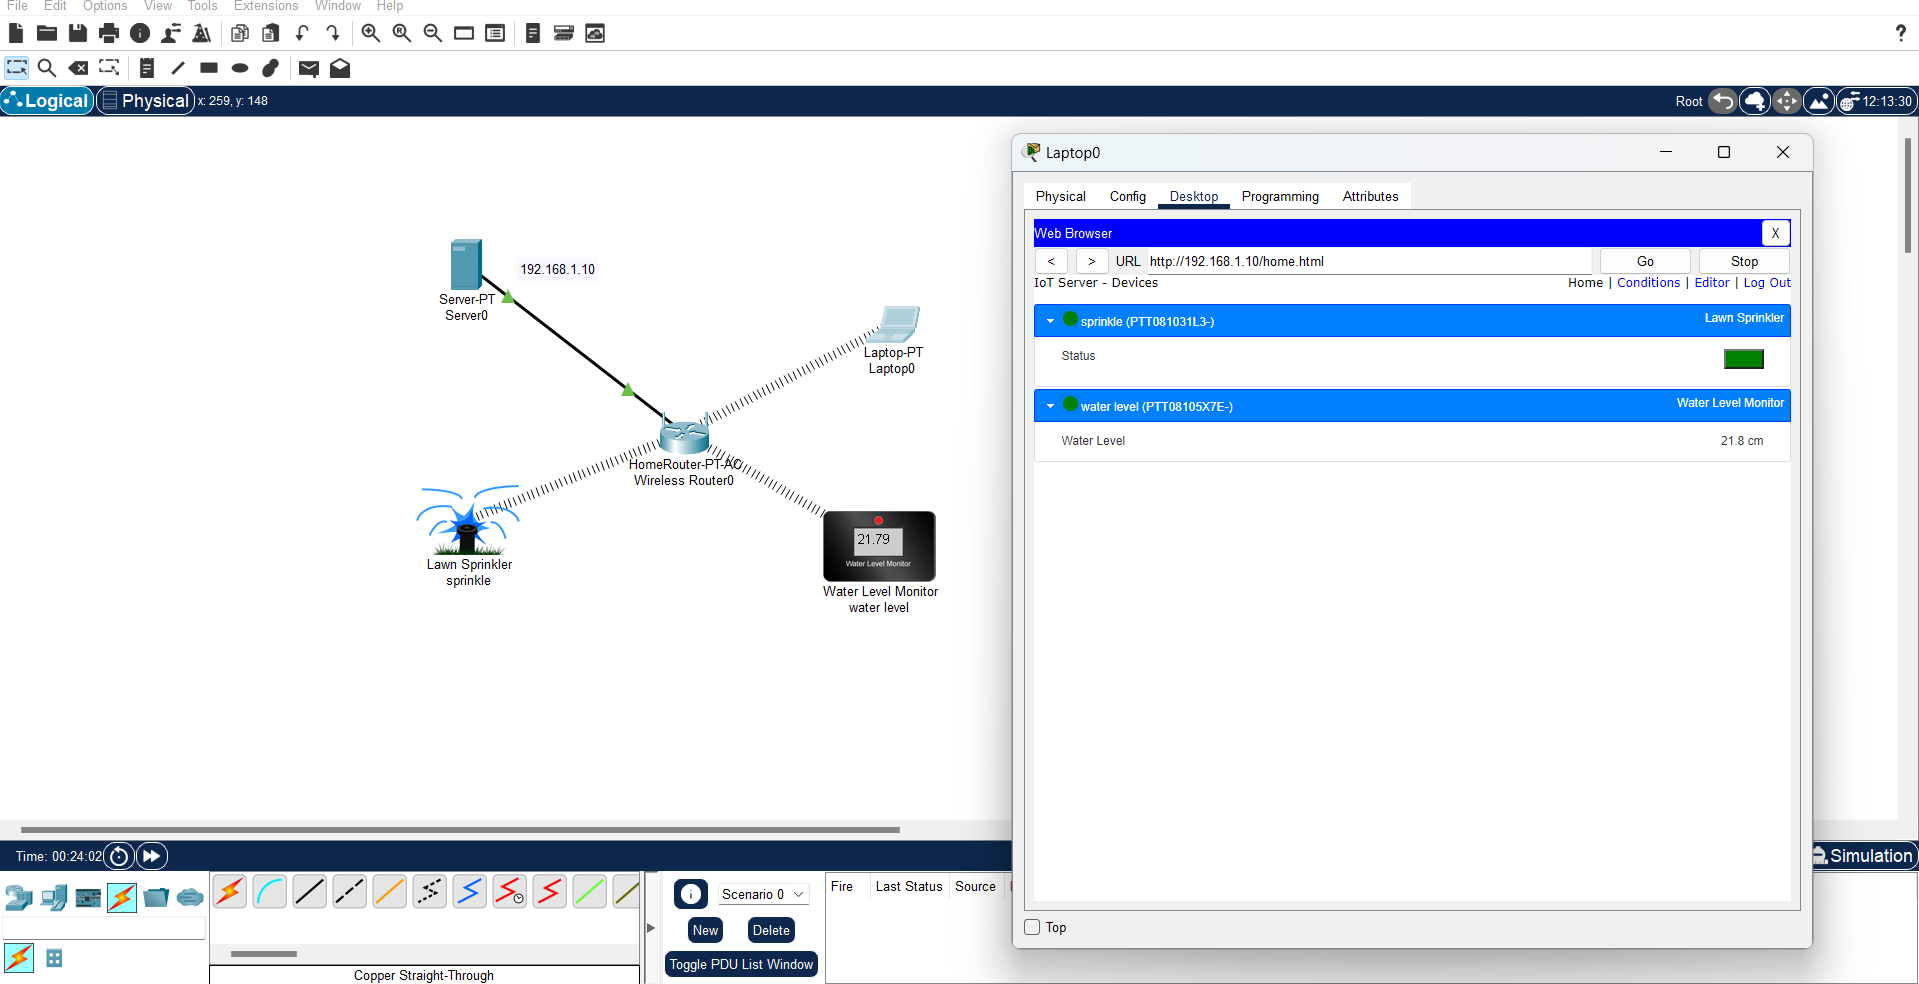 File Edit Options View Tools Extensions Window Help
?
Logical Physical x: 259, y: 148
Root 12:13:30
192.168.1.10
Server-PT
Server0
Laptop-PT
Laptop0
HomeRouter-PT-AC
Wireless Router0
Lawn Sprinkler
sprinkle
21.79
Water Level Monitor
Water Level Monitor
water level
Laptop0
Physical Config Desktop Programming Attributes
Web Browser X
< > URL http://192.168.1.10/home.html Go Stop
IoT Server - Devices Home | Conditions | Editor | Log Out
sprinkle (PTT081031L3-) Lawn Sprinkler
Status
water level (PTT08105X7E-) Water Level Monitor
Water Level 21.8 cm
Top
Time: 00:24:02
Simulation
Scenario 0
New Delete
Toggle PDU List Window
Fire Last Status Source
Copper Straight-Through